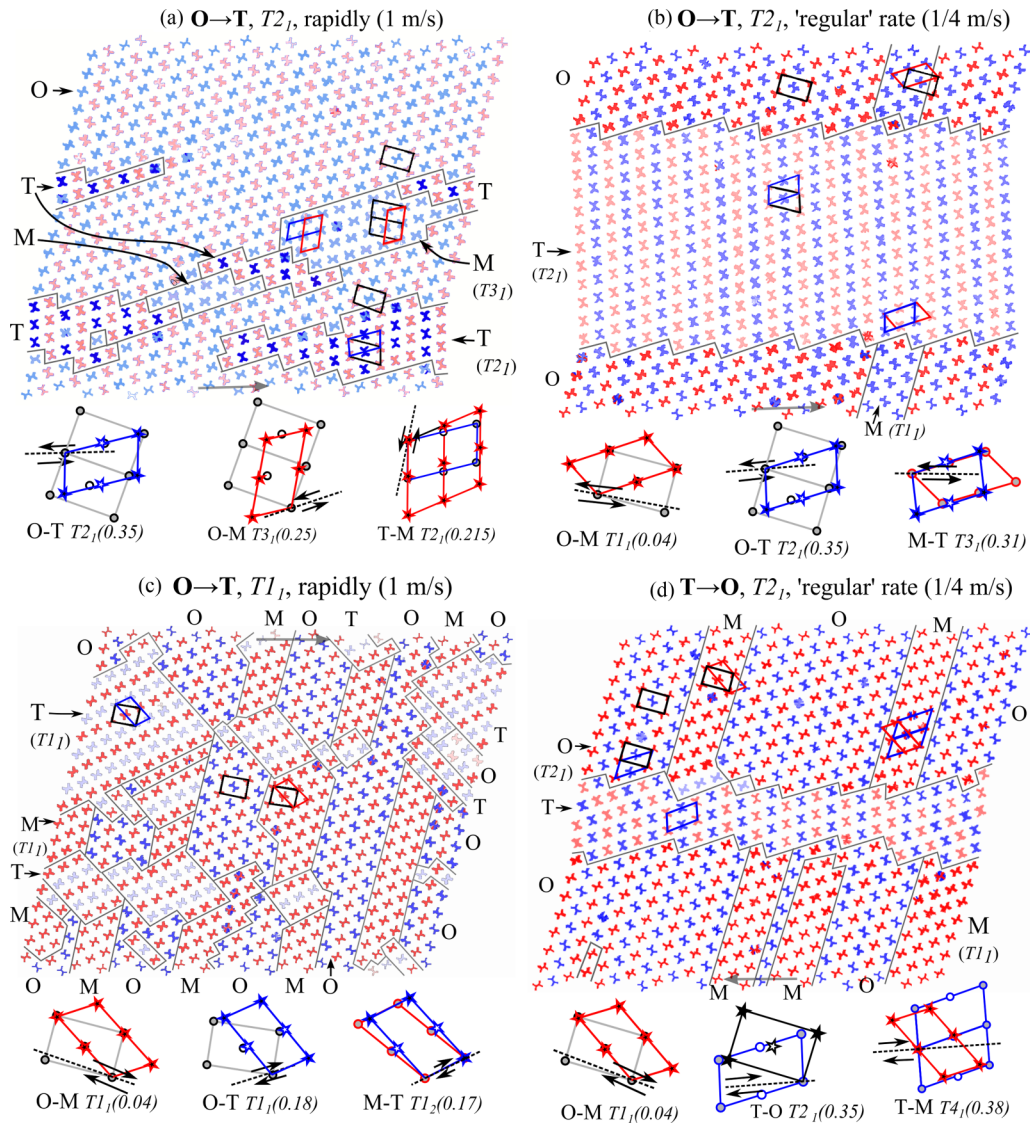 (a) O→T, T2₁, rapidly (1 m/s)
O
T
M
T
T
M
(T3₁)
T
(T2₁)
O-T T2₁(0.35)
O-M T3₁(0.25)
T-M T2₁(0.215)
(b) O→T, T2₁, 'regular' rate (1/4 m/s)
O
T
(T2₁)
O
M (T1₁)
O-M T1₁(0.04)
O-T T2₁(0.35)
M-T T3₁(0.31)
(c) O→T, T1₁, rapidly (1 m/s)
O M O T O M O
O
T
(T1₁)
T
O
M
(T1₁)
T
T
O
M
O
O M O M O
O-M T1₁(0.04)
O-T T1₁(0.18)
M-T T1₂(0.17)
(d) T→O, T2₁, 'regular' rate (1/4 m/s)
M O M
O
O
O
(T2₁)
T
O
M
(T1₁)
M M O
O-M T1₁(0.04)
T-O T2₁(0.35)
T-M T4₁(0.38)